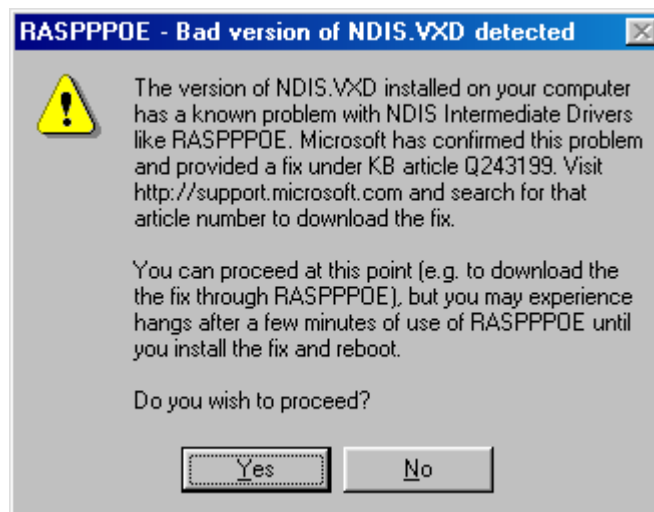 RASPPPOE - Bad version of NDIS.VXD detected
The version of NDIS.VXD installed on your computer
has a known problem with NDIS Intermediate Drivers
like RASPPPOE. Microsoft has confirmed this problem
and provided a fix under KB article Q243199. Visit
http://support.microsoft.com and search for that
article number to download the fix.
You can proceed at this point (e.g. to download the
the fix through RASPPPOE), but you may experience
hangs after a few minutes of use of RASPPPOE until
you install the fix and reboot.
Do you wish to proceed?
Yes
No